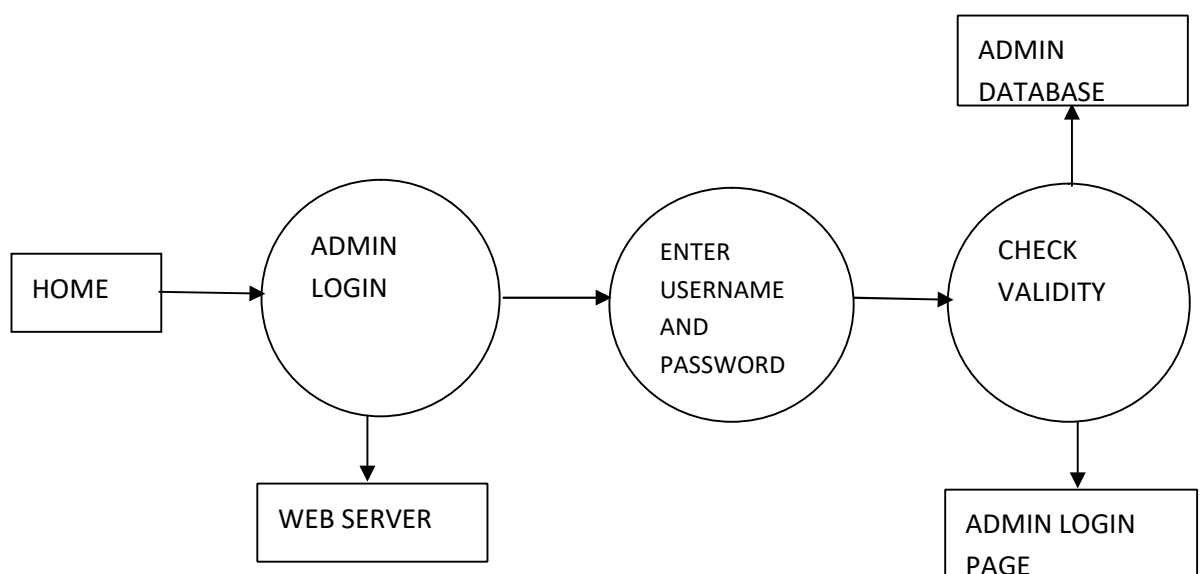 ADMIN
DATABASE
HOME
ADMIN
LOGIN
ENTER
USERNAME
AND
PASSWORD
CHECK
VALIDITY
WEB SERVER
ADMIN LOGIN
PAGE